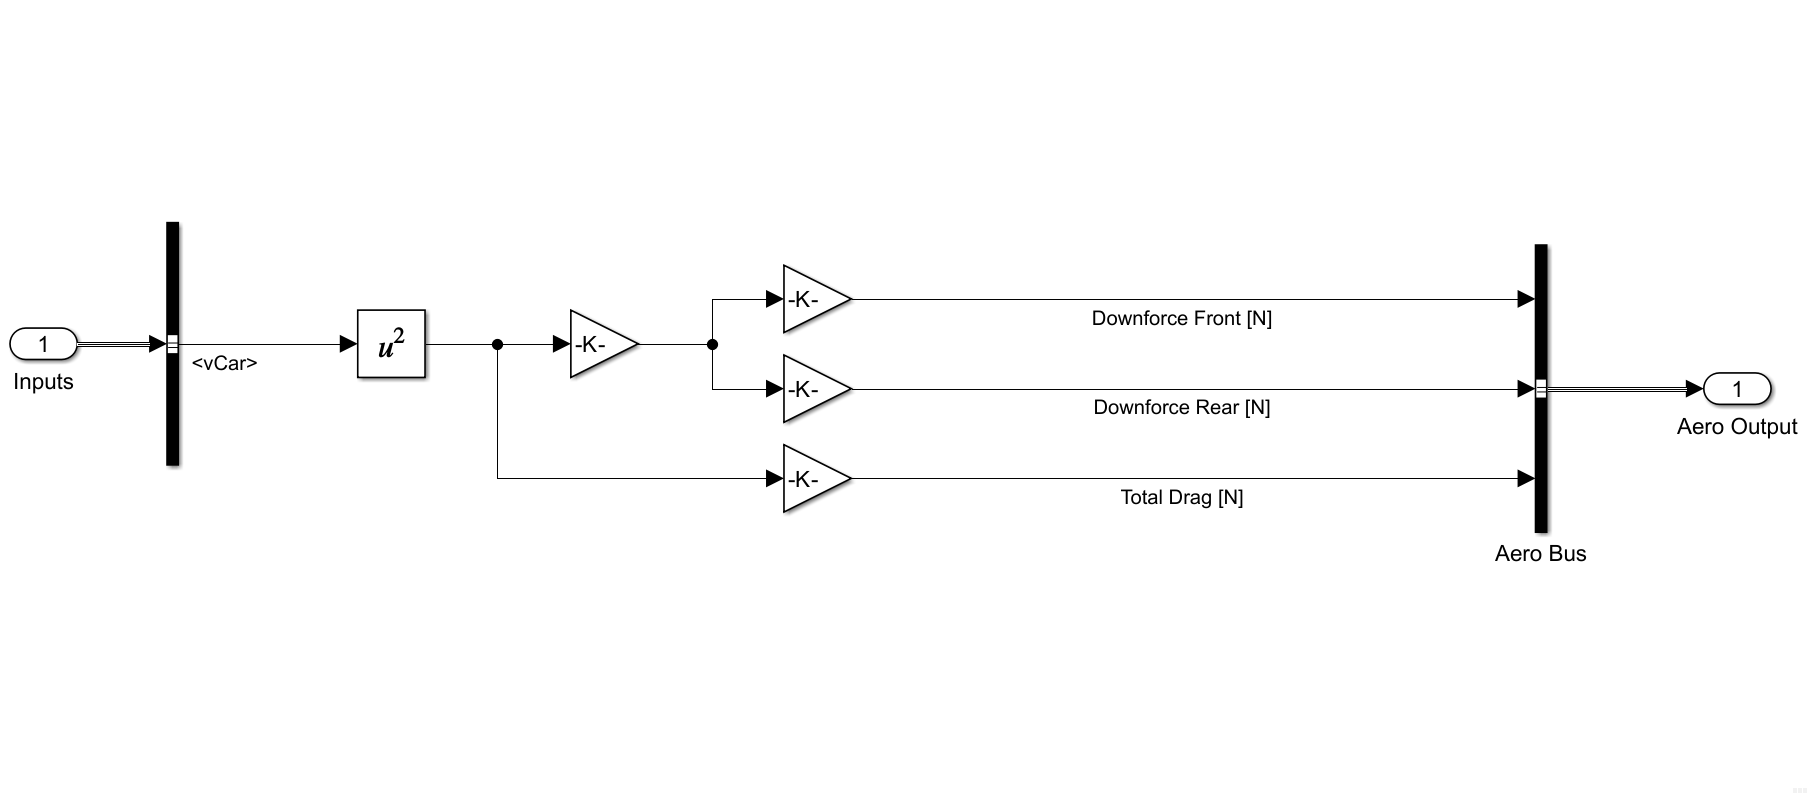 1
Inputs
<vCar>
u²
-K-
-K-
Downforce Front [N]
-K-
Downforce Rear [N]
-K-
Total Drag [N]
Aero Bus
1
Aero Output